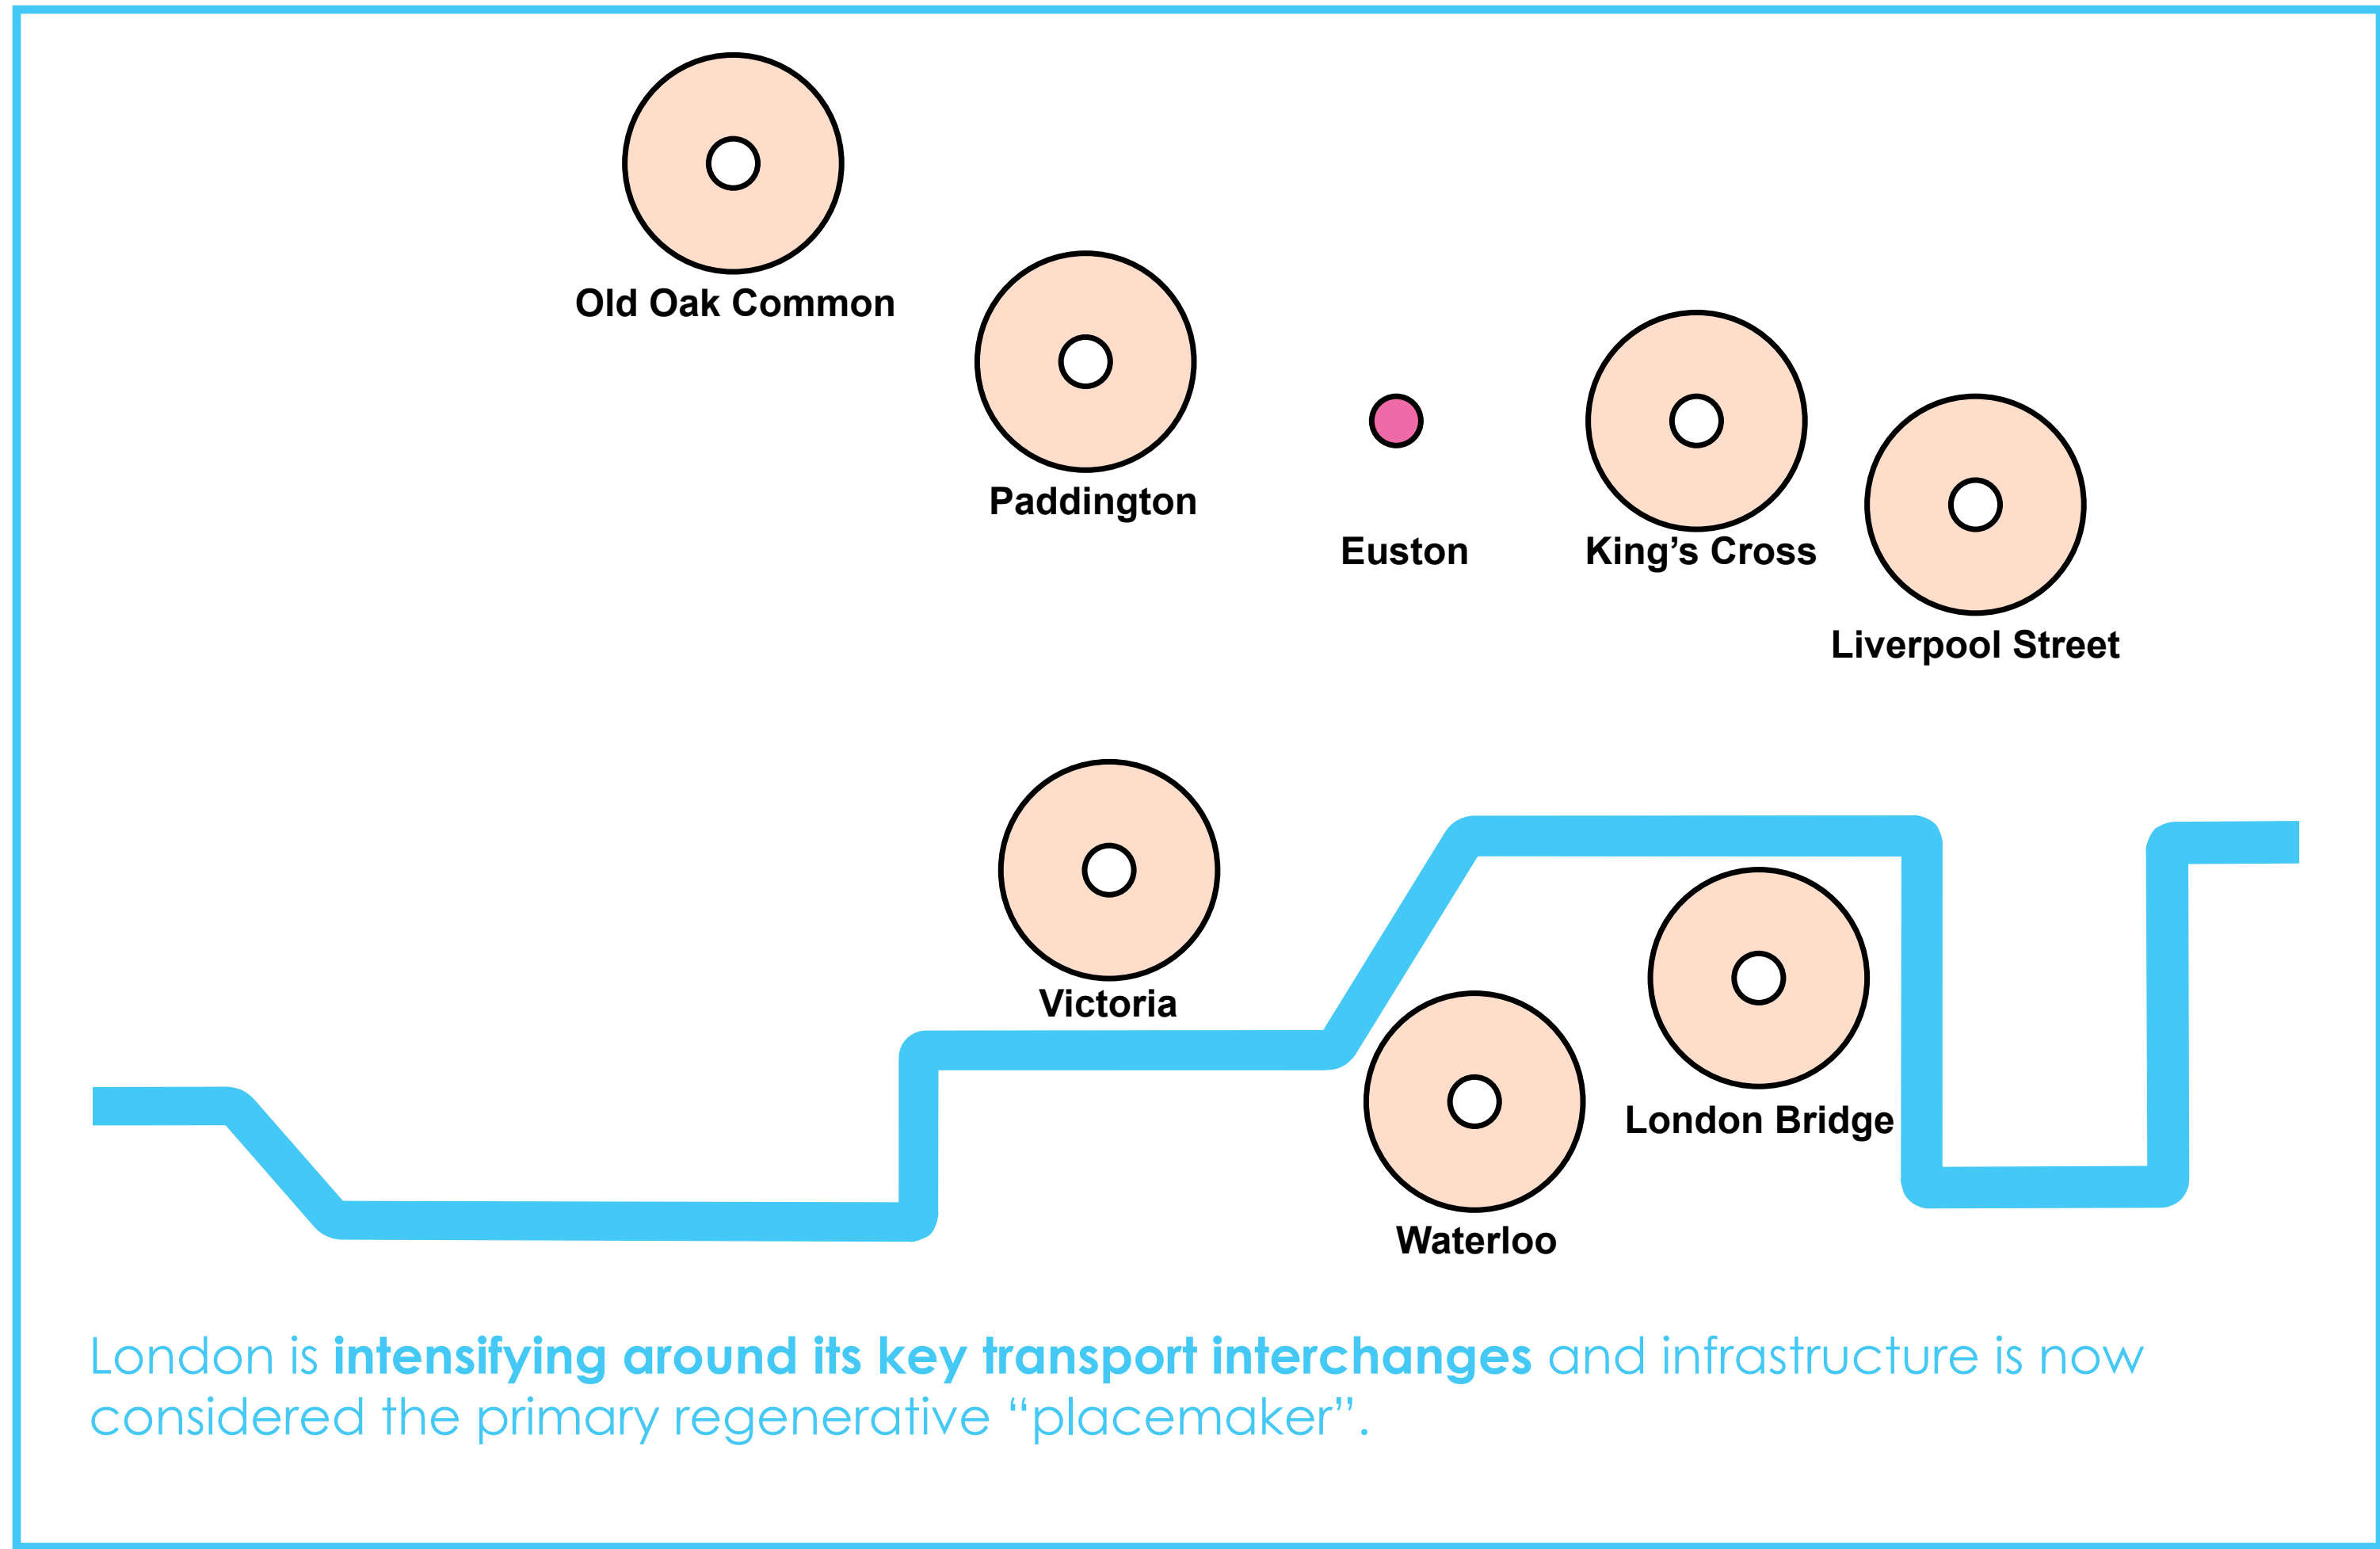 Old Oak Common
Paddington
Euston
King’s Cross
Liverpool Street
Victoria
London Bridge
Waterloo
London is intensifying around its key transport interchanges and infrastructure is now
considered the primary regenerative “placemaker”.